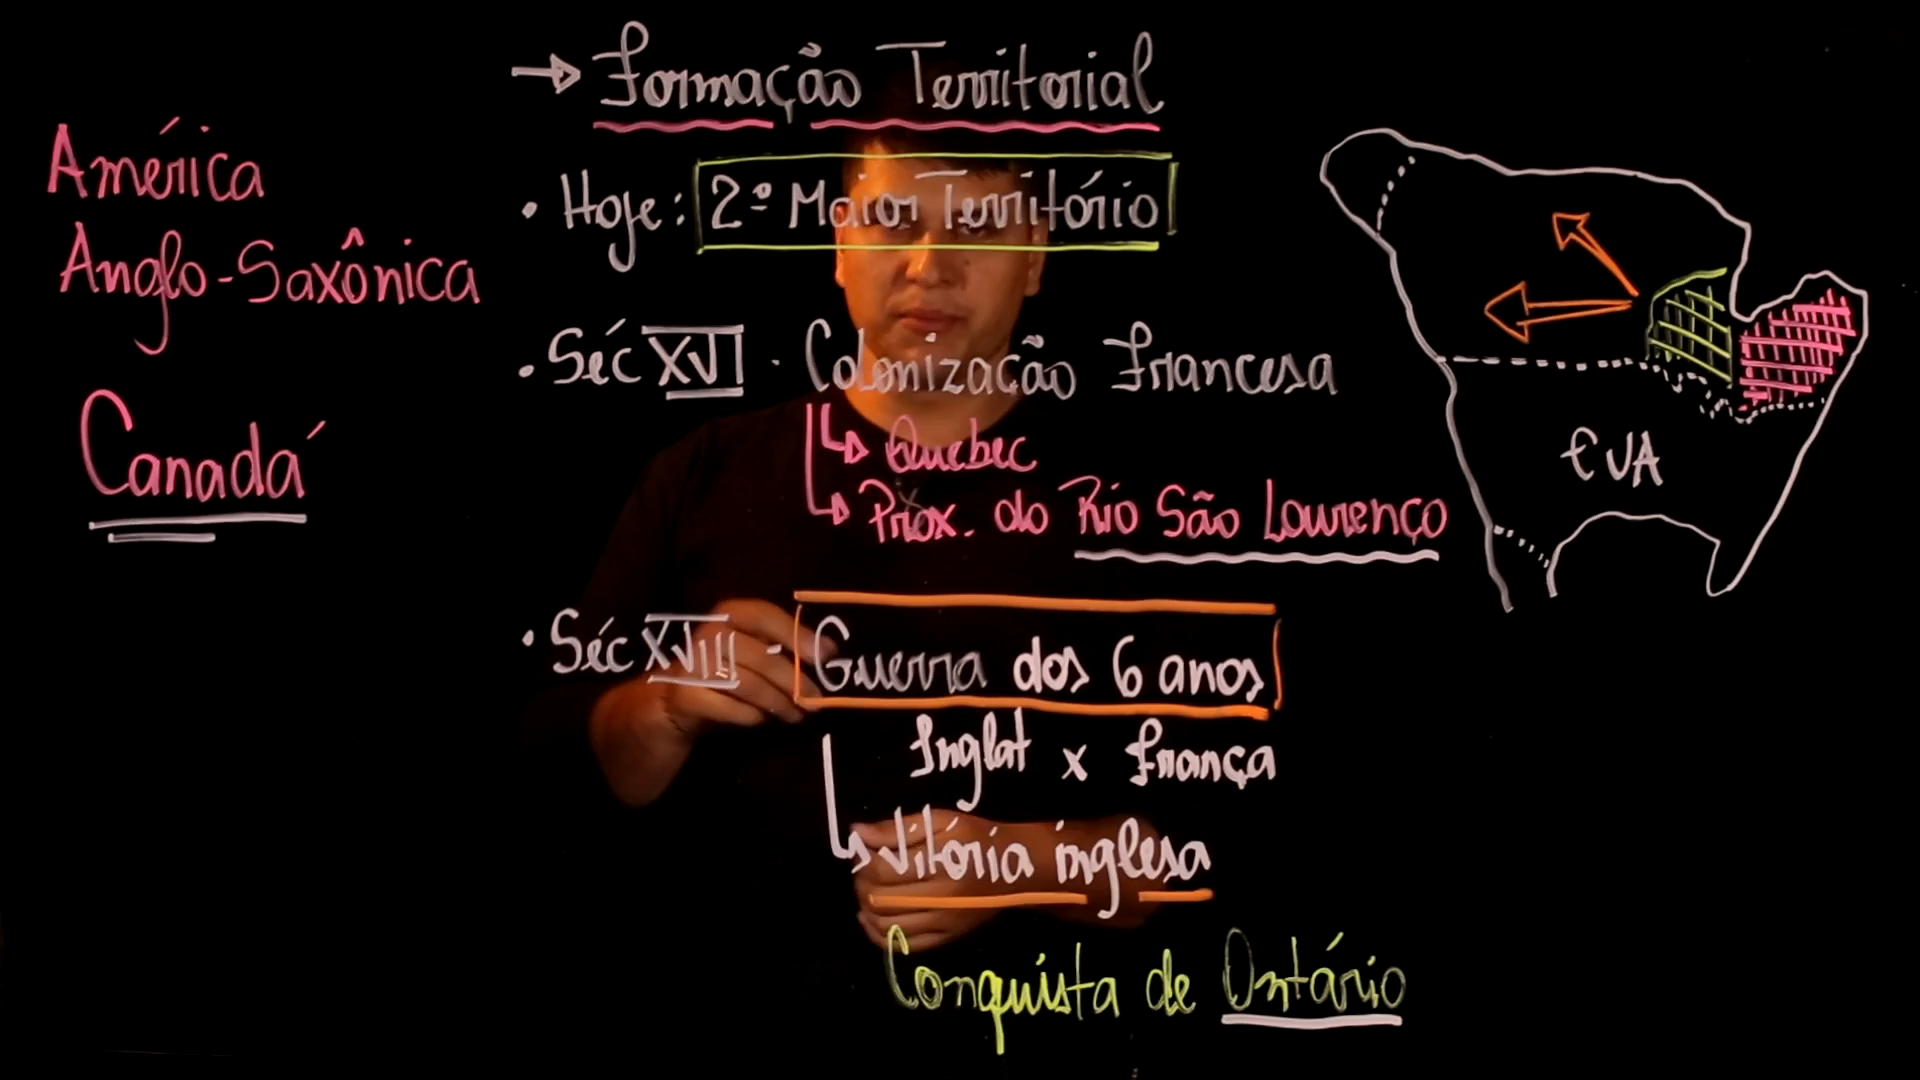 → Formação Territorial
América
Anglo-Saxônica
Canadá
• Hoje: 2º Maior Território
• Séc XVI - Colonização Francesa
↳ Quebec
↳ Próx. do Rio São Lourenço
• Séc XVIII - Guerra dos 6 anos
Inglat x França
↳ Vitória inglesa
Conquista de Ontário
EUA